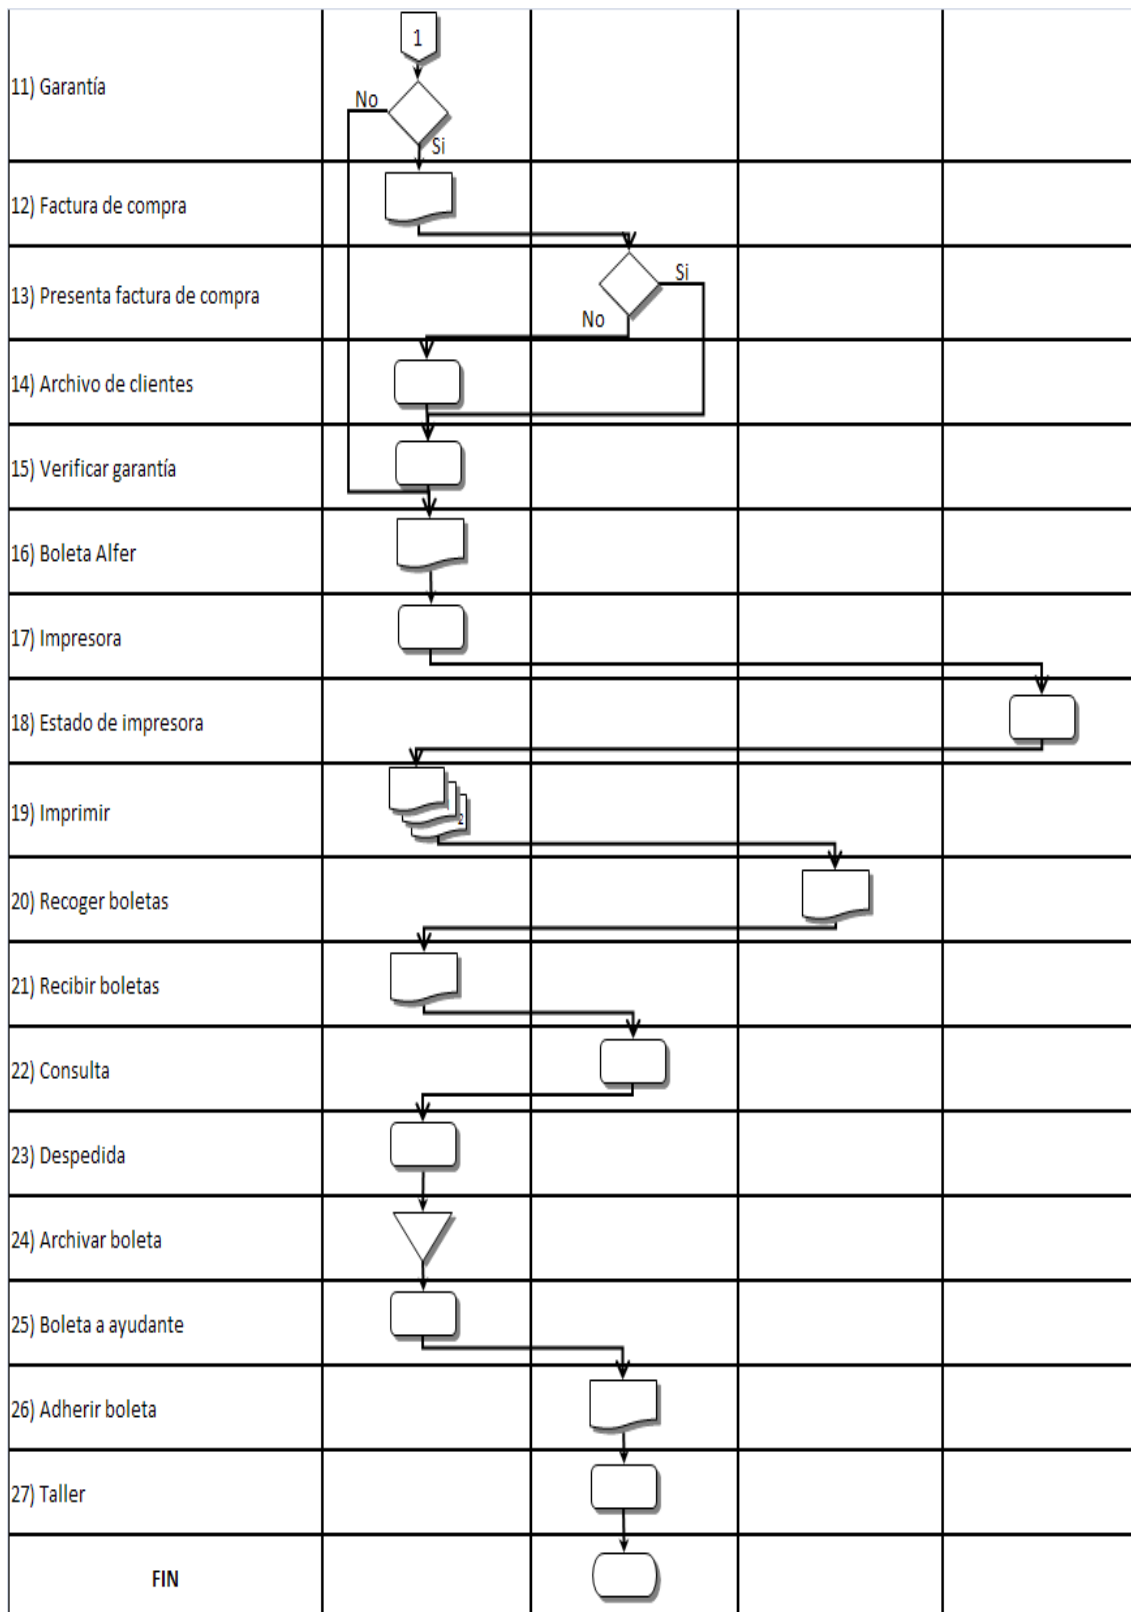 1
11) Garantía
No
Si
12) Factura de compra
Si
13) Presenta factura de compra
No
14) Archivo de clientes
15) Verificar garantía
16) Boleta Alfer
17) Impresora
18) Estado de impresora
19) Imprimir
2
20) Recoger boletas
21) Recibir boletas
22) Consulta
23) Despedida
24) Archivar boleta
25) Boleta a ayudante
26) Adherir boleta
27) Taller
FIN